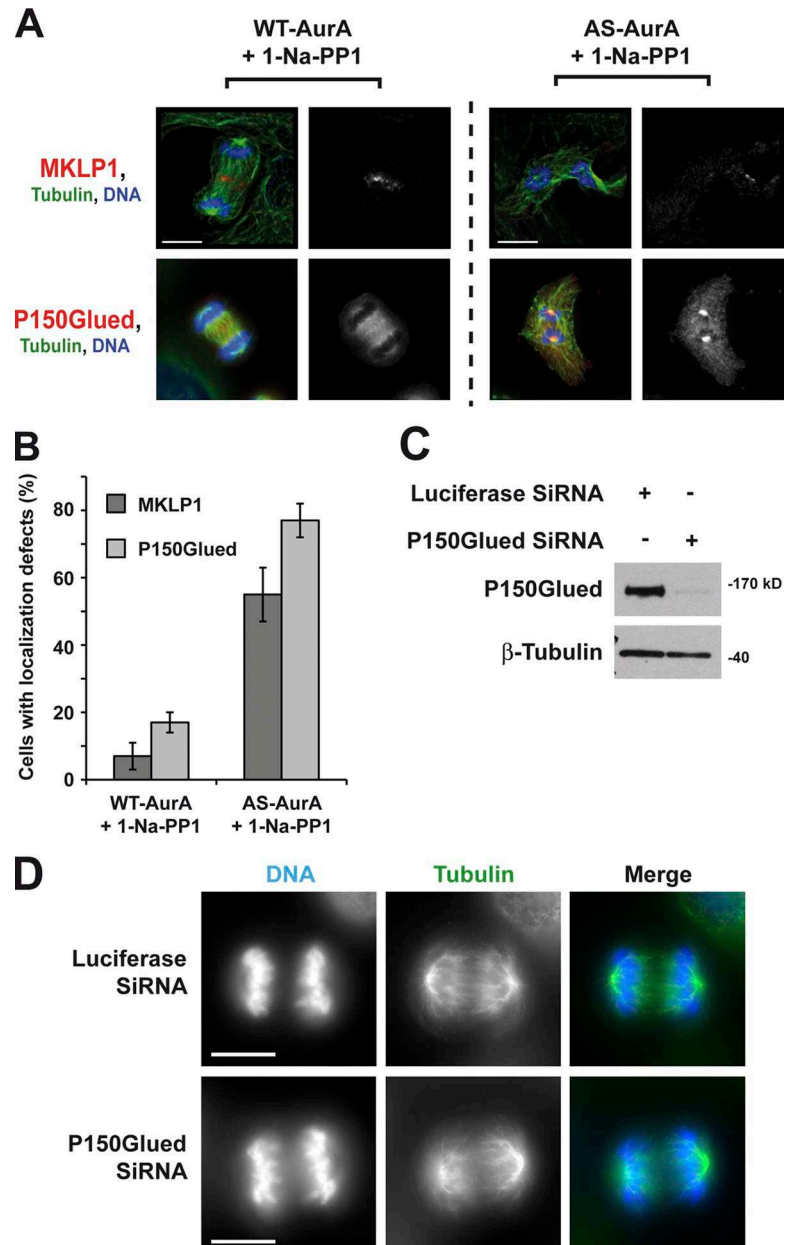 A
WT-AurA
+ 1-Na-PP1
AS-AurA
+ 1-Na-PP1
MKLP1,
Tubulin, DNA
P150Glued,
Tubulin, DNA
B
Cells with localization defects (%)
80
60
40
20
0
MKLP1
P150Glued
WT-AurA
+ 1-Na-PP1
AS-AurA
+ 1-Na-PP1
C
Luciferase SiRNA + -
P150Glued SiRNA - +
P150Glued
-170 kD
β-Tubulin
-40
D
DNA
Tubulin
Merge
Luciferase
SiRNA
P150Glued
SiRNA